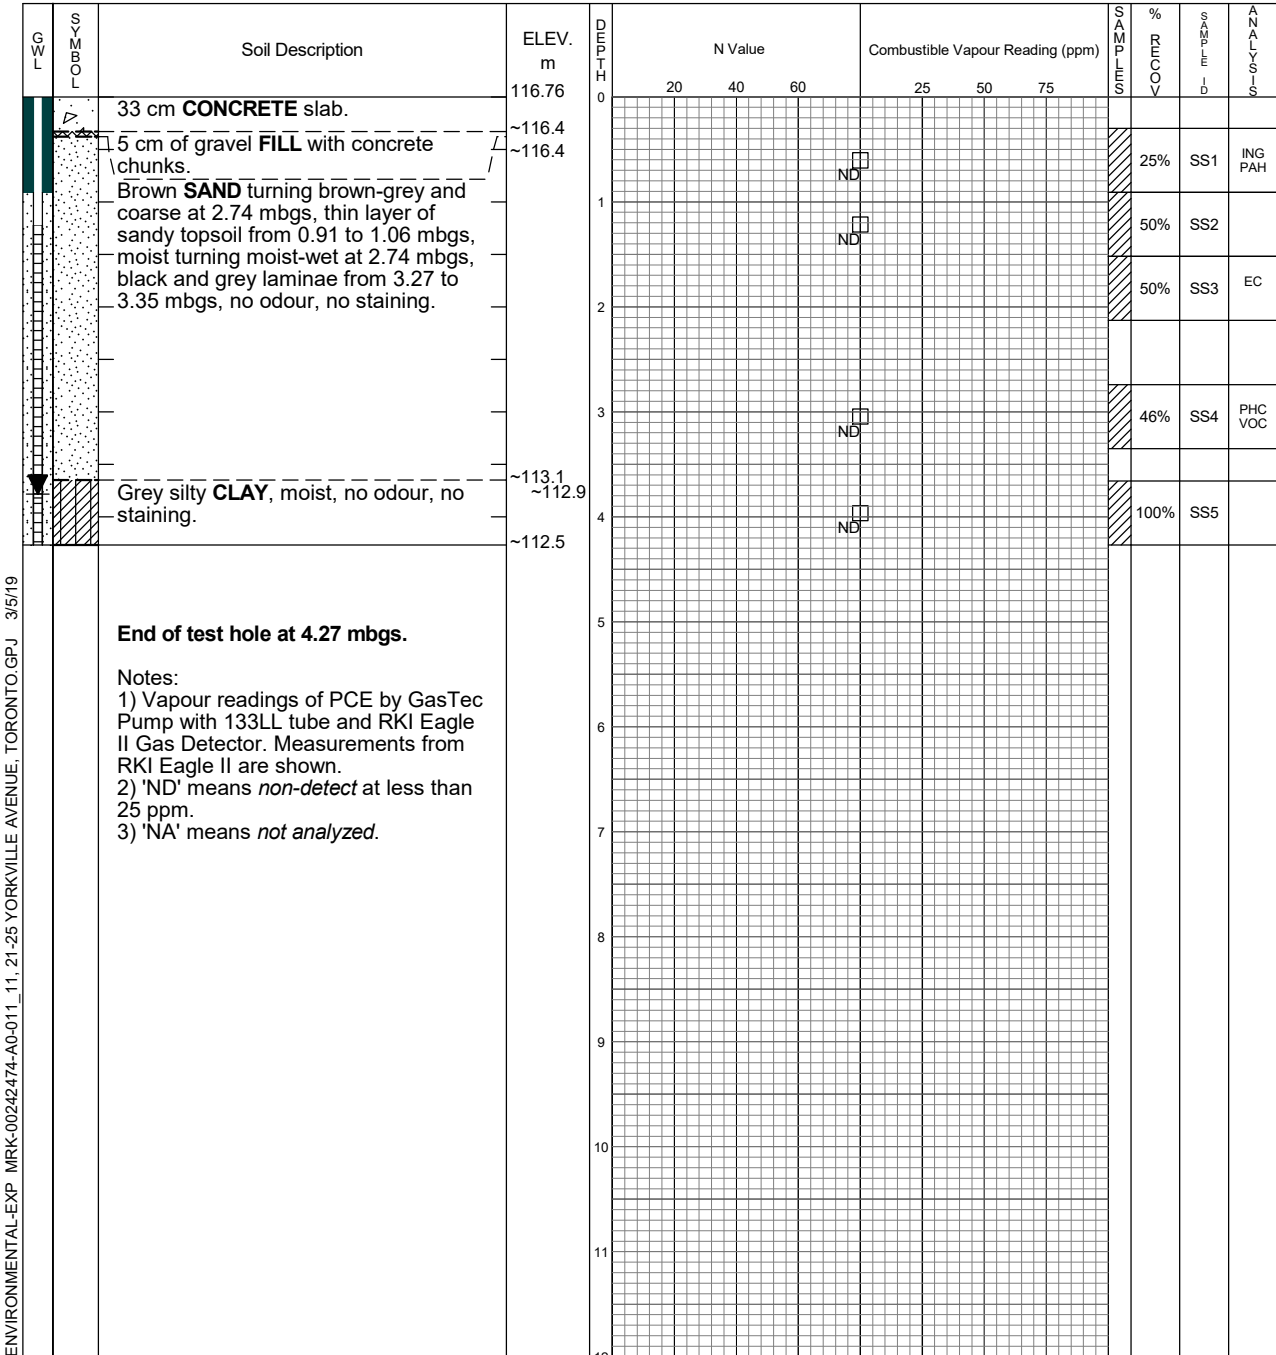 GWL
SYMBOL
Soil Description
ELEV.
m
DEPTH
N Value
Combustible Vapour Reading (ppm)
SAMPLES
% RECOV
SAMPLE ID
ANALYSIS
20 40 60 25 50 75
116.76
0
33 cm CONCRETE slab.
~116.4
5 cm of gravel FILL with concrete
chunks.
~116.4
Brown SAND turning brown-grey and
coarse at 2.74 mbgs, thin layer of
sandy topsoil from 0.91 to 1.06 mbgs,
moist turning moist-wet at 2.74 mbgs,
black and grey laminae from 3.27 to
3.35 mbgs, no odour, no staining.
~113.1
~112.9
Grey silty CLAY, moist, no odour, no
staining.
~112.5
ND
25% SS1 ING
PAH
1
ND
50% SS2
50% SS3 EC
2
3
ND
46% SS4 PHC
VOC
4
ND
100% SS5
End of test hole at 4.27 mbgs.
Notes:
1) Vapour readings of PCE by GasTec
Pump with 133LL tube and RKI Eagle
II Gas Detector. Measurements from
RKI Eagle II are shown.
2) 'ND' means non-detect at less than
25 ppm.
3) 'NA' means not analyzed.
5
6
7
8
9
10
11
ENVIRONMENTAL-EXP MRK-00242474-A0-011_11, 21-25 YORKVILLE AVENUE, TORONTO.GPJ 3/5/19